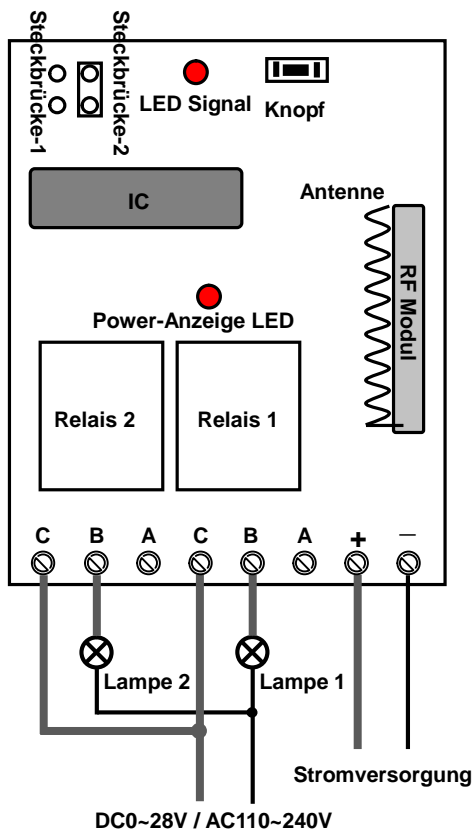 Steckbrücke-1
Steckbrücke-2
LED Signal
Knopf
IC
Antenne
RF Modul
Power-Anzeige LED
Relais 2
Relais 1
C B A C B A + –
Lampe 2
Lampe 1
Stromversorgung
DC0~28V / AC110~240V